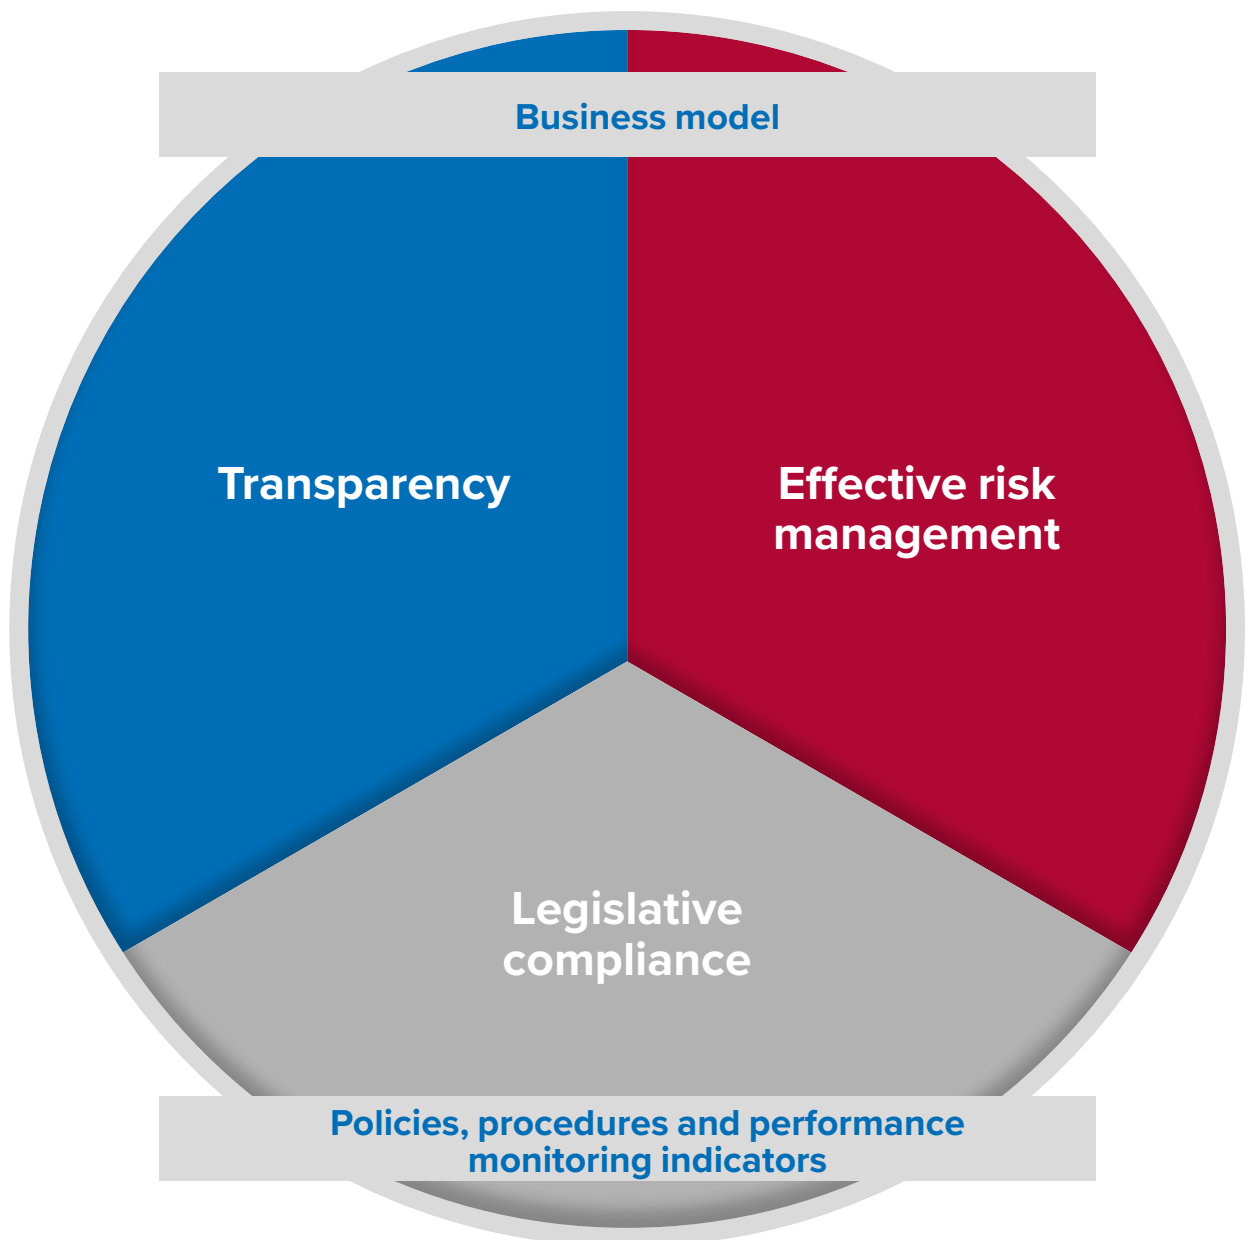 Business model
Transparency
Effective risk
management
Legislative
compliance
Policies, procedures and performance
monitoring indicators